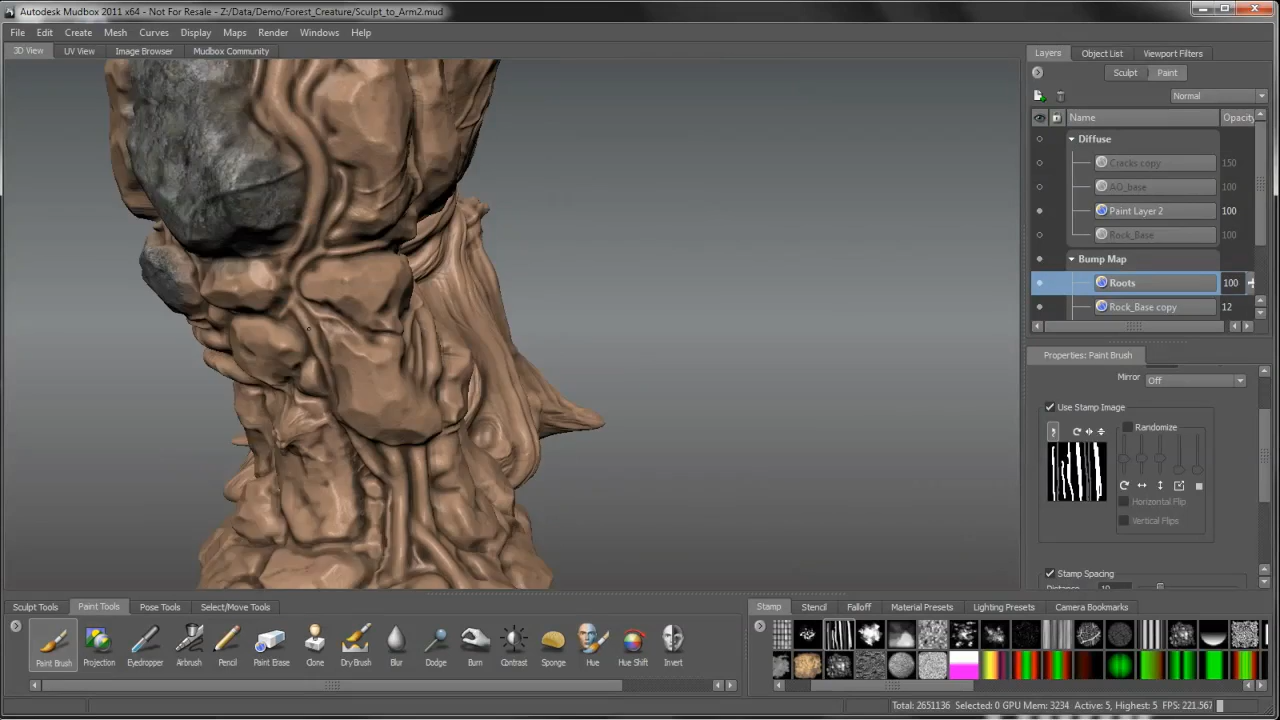 Autodesk Mudbox 2011 x64 - Not For Resale - Z:/Data/Demo/Forest_Creature/Sculpt_to_Arm2.mud
File Edit Create Mesh Curves Display Maps Render Windows Help
3D View UV View Image Browser Mudbox Community
Layers Object List Viewport Filters
Sculpt Paint
Normal
Name Opacity
Diffuse
Cracks copy 150
AO_base 100
Paint Layer 2 100
Rock_Base 100
Bump Map
Roots 100
Rock_Base copy 12
Properties: Paint Brush
Mirror Off
Use Stamp Image
Randomize
Horizontal Flip
Vertical Flips
Stamp Spacing
Distance 10
Sculpt Tools Paint Tools Pose Tools Select/Move Tools
Paint Brush Projection Eyedropper Airbrush Pencil Paint Erase Clone Dry Brush Blur Dodge Burn Contrast Sponge Hue Hue Shift Invert
Stamp Stencil Falloff Material Presets Lighting Presets Camera Bookmarks
Total: 2651136 Selected: 0 GPU Mem: 3234 Active: 5, Highest: 5 FPS: 221.567